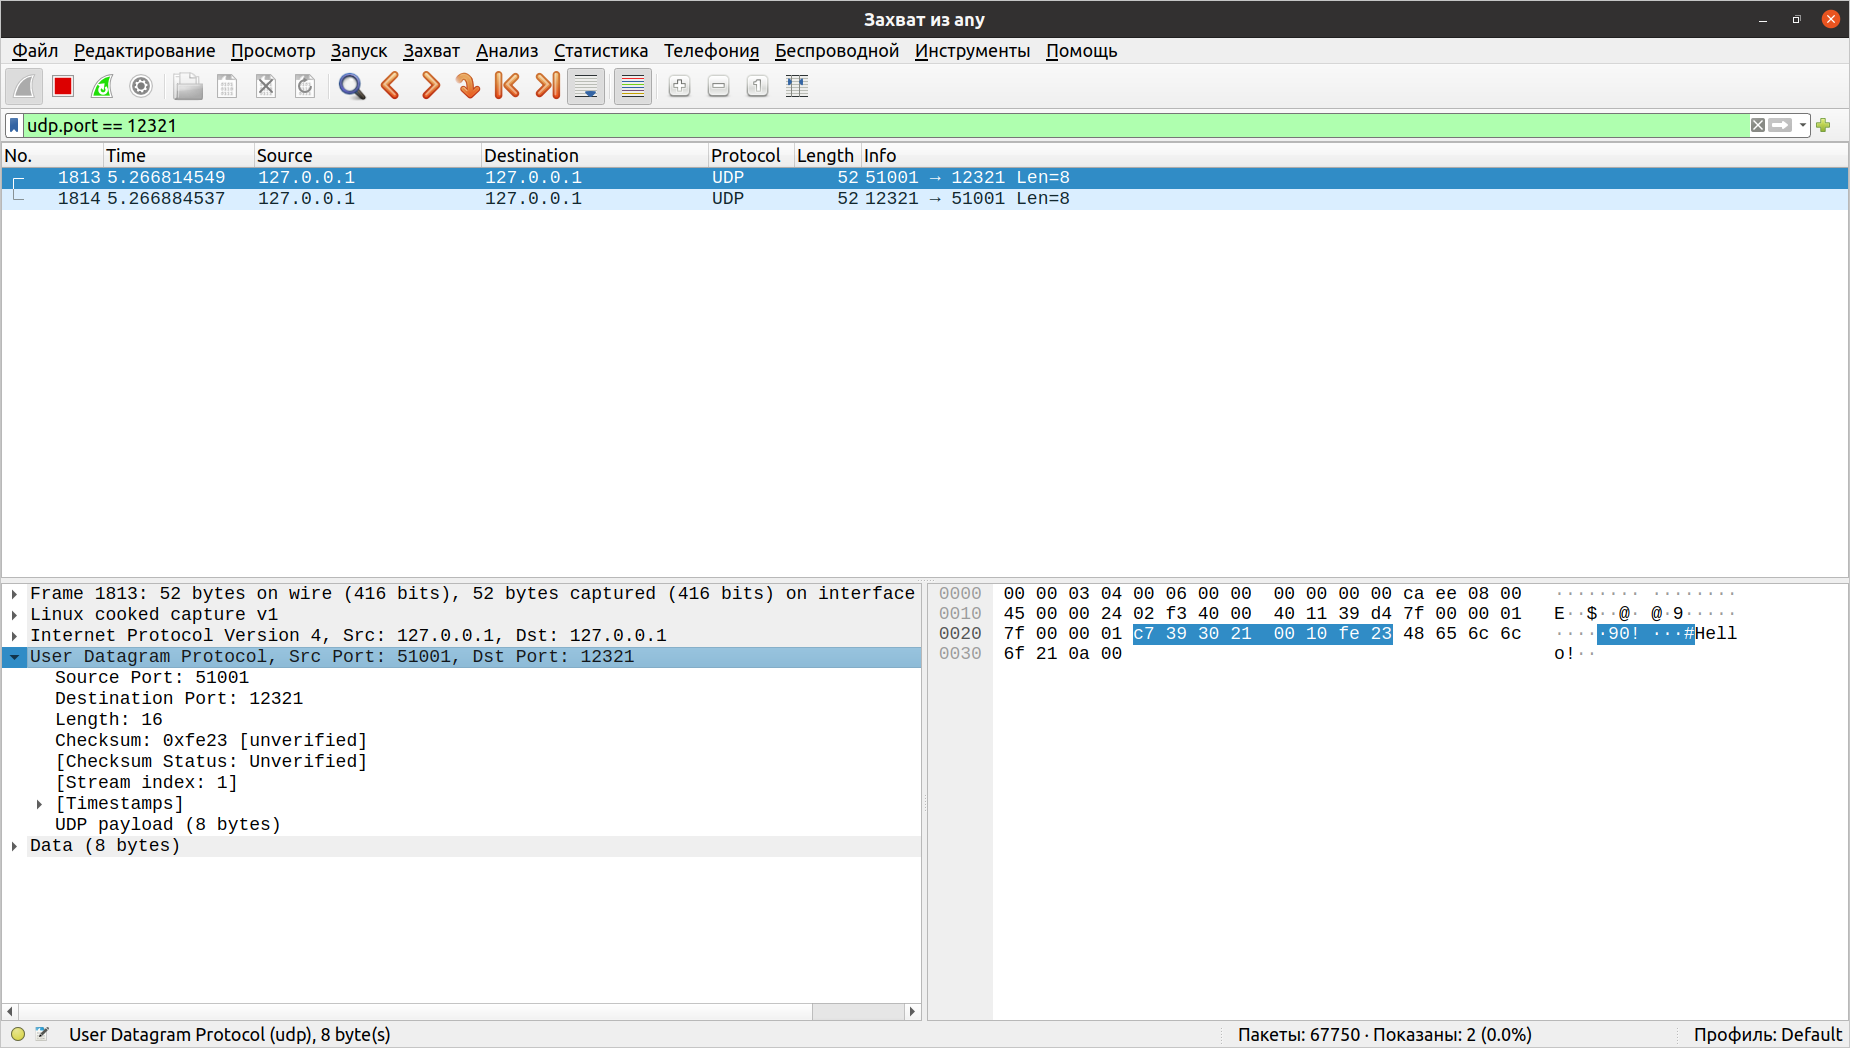 Захват из any
Файл Редактирование Просмотр Запуск Захват Анализ Статистика Телефония Беспроводной Инструменты Помощь
udp.port == 12321
No. Time Source Destination Protocol Length Info
1813 5.266814549 127.0.0.1 127.0.0.1 UDP 52 51001 → 12321 Len=8
1814 5.266884537 127.0.0.1 127.0.0.1 UDP 52 12321 → 51001 Len=8
Frame 1813: 52 bytes on wire (416 bits), 52 bytes captured (416 bits) on interface
Linux cooked capture v1
Internet Protocol Version 4, Src: 127.0.0.1, Dst: 127.0.0.1
User Datagram Protocol, Src Port: 51001, Dst Port: 12321
Source Port: 51001
Destination Port: 12321
Length: 16
Checksum: 0xfe23 [unverified]
[Checksum Status: Unverified]
[Stream index: 1]
[Timestamps]
UDP payload (8 bytes)
Data (8 bytes)
0000 00 00 03 04 00 06 00 00 00 00 00 00 ca ee 08 00 ········ ········
0010 45 00 00 24 02 f3 40 00 40 11 39 d4 7f 00 00 01 E··$··@· @·9·····
0020 7f 00 00 01 c7 39 30 21 00 10 fe 23 48 65 6c 6c ·····90! ···#Hell
0030 6f 21 0a 00 o!··
User Datagram Protocol (udp), 8 byte(s)
Пакеты: 67750 · Показаны: 2 (0.0%)
Профиль: Default